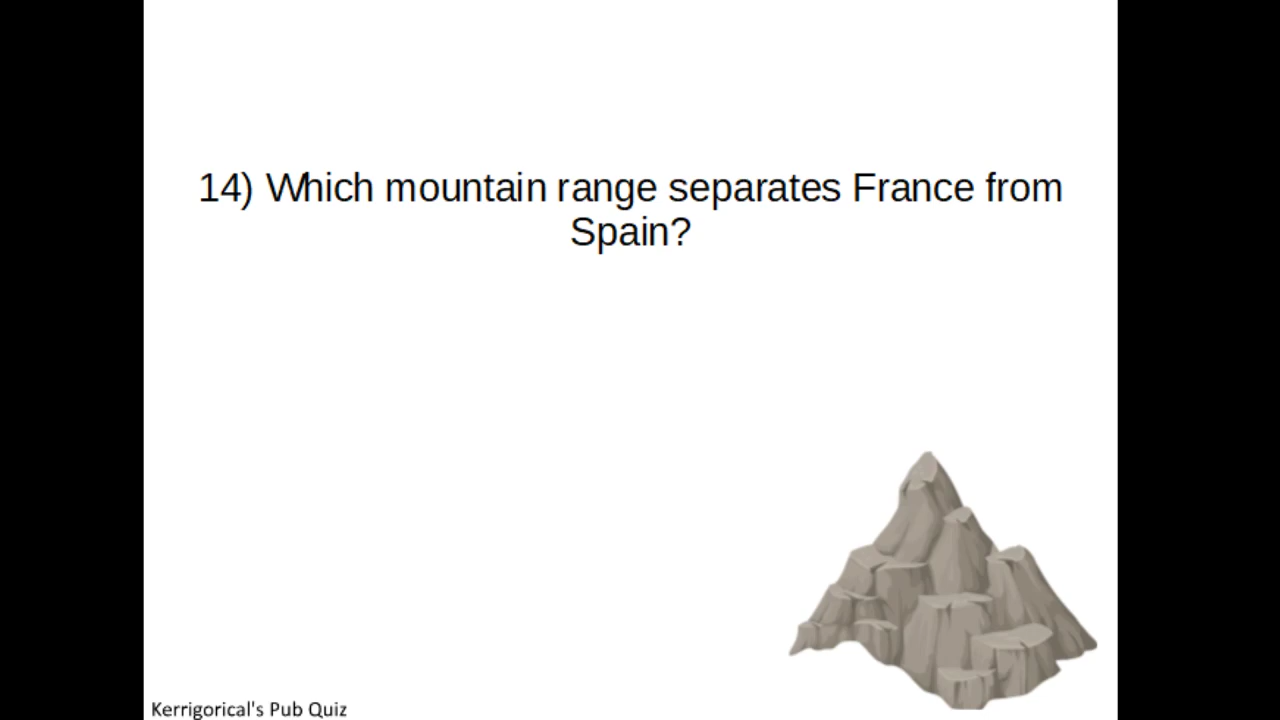 14) Which mountain range separates France from
Spain?
Kerrigorical's Pub Quiz